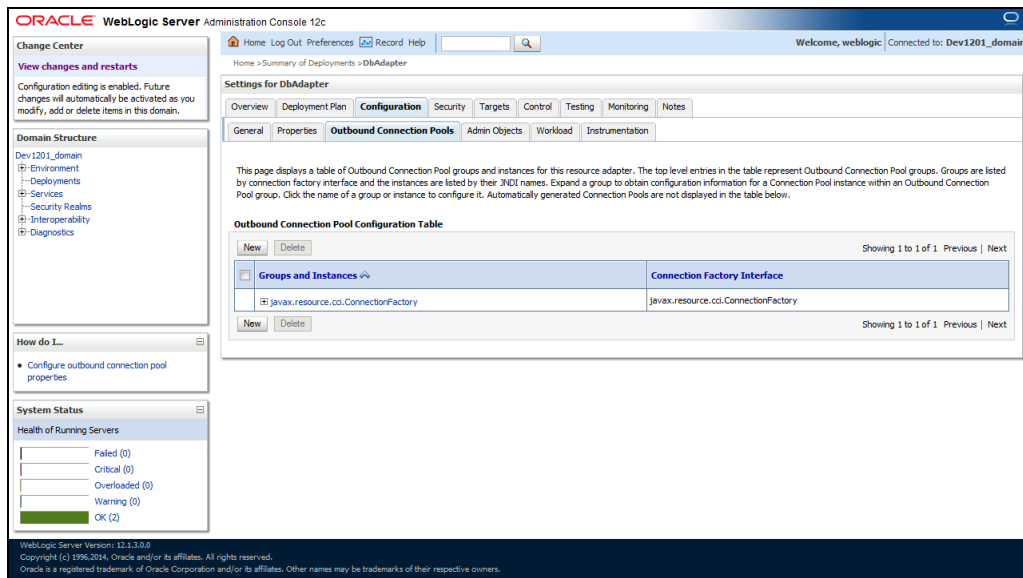 ORACLE WebLogic Server Administration Console 12c
Change Center
View changes and restarts
Configuration editing is enabled. Future
changes will automatically be activated as you
modify, add or delete items in this domain.
Domain Structure
Dev1201_domain
Environment
Deployments
Services
Security Realms
Interoperability
Diagnostics
How do I...
Configure outbound connection pool
properties
System Status
Health of Running Servers
Failed (0)
Critical (0)
Overloaded (0)
Warning (0)
OK (2)
Home Log Out Preferences Record Help
Welcome, weblogic Connected to: Dev1201_domain
Home >Summary of Deployments >DbAdapter
Settings for DbAdapter
Overview Deployment Plan Configuration Security Targets Control Testing Monitoring Notes
General Properties Outbound Connection Pools Admin Objects Workload Instrumentation
This page displays a table of Outbound Connection Pool groups and instances for this resource adapter. The top level entries in the table represent Outbound Connection Pool groups. Groups are listed
by connection factory interface and the instances are listed by their JNDI names. Expand a group to obtain configuration information for a Connection Pool instance within an Outbound Connection
Pool group. Click the name of a group or instance to configure it. Automatically generated Connection Pools are not displayed in the table below.
Outbound Connection Pool Configuration Table
New Delete Showing 1 to 1 of 1 Previous | Next
Groups and Instances Connection Factory Interface
javax.resource.cci.ConnectionFactory javax.resource.cci.ConnectionFactory
New Delete Showing 1 to 1 of 1 Previous | Next
WebLogic Server Version: 12.1.3.0.0
Copyright (c) 1996,2014, Oracle and/or its affiliates. All rights reserved.
Oracle is a registered trademark of Oracle Corporation and/or its affiliates. Other names may be trademarks of their respective owners.